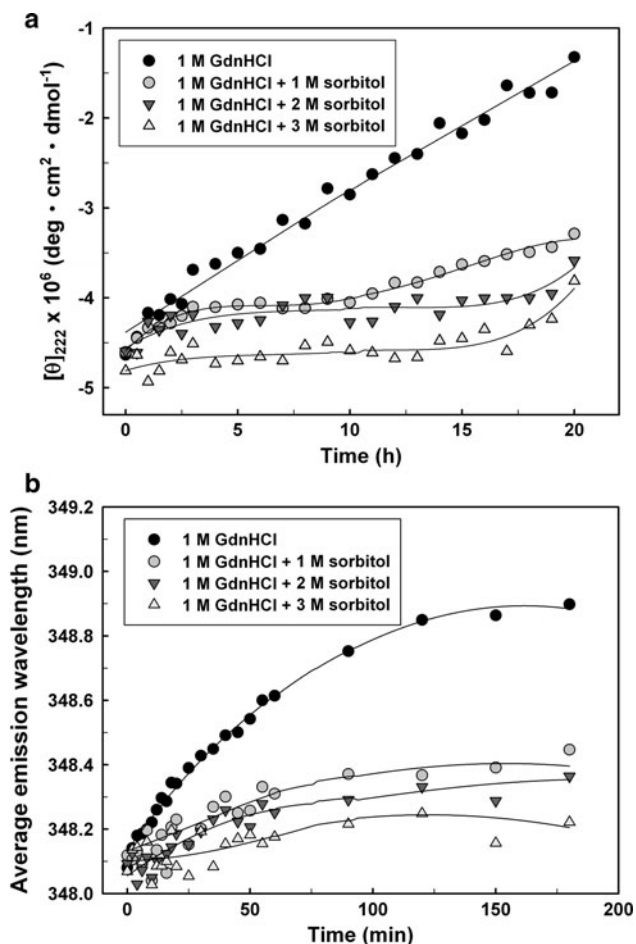 a
-1
1 M GdnHCl
1 M GdnHCl + 1 M sorbitol
1 M GdnHCl + 2 M sorbitol
1 M GdnHCl + 3 M sorbitol
-2
-3
-4
-5
[θ]222 x 10⁶ (deg · cm² · dmol⁻¹)
0 5 10 15 20
Time (h)
b
349.2
1 M GdnHCl
1 M GdnHCl + 1 M sorbitol
1 M GdnHCl + 2 M sorbitol
1 M GdnHCl + 3 M sorbitol
349.0
348.8
348.6
348.4
348.2
348.0
Average emission wavelength (nm)
0 50 100 150 200
Time (min)